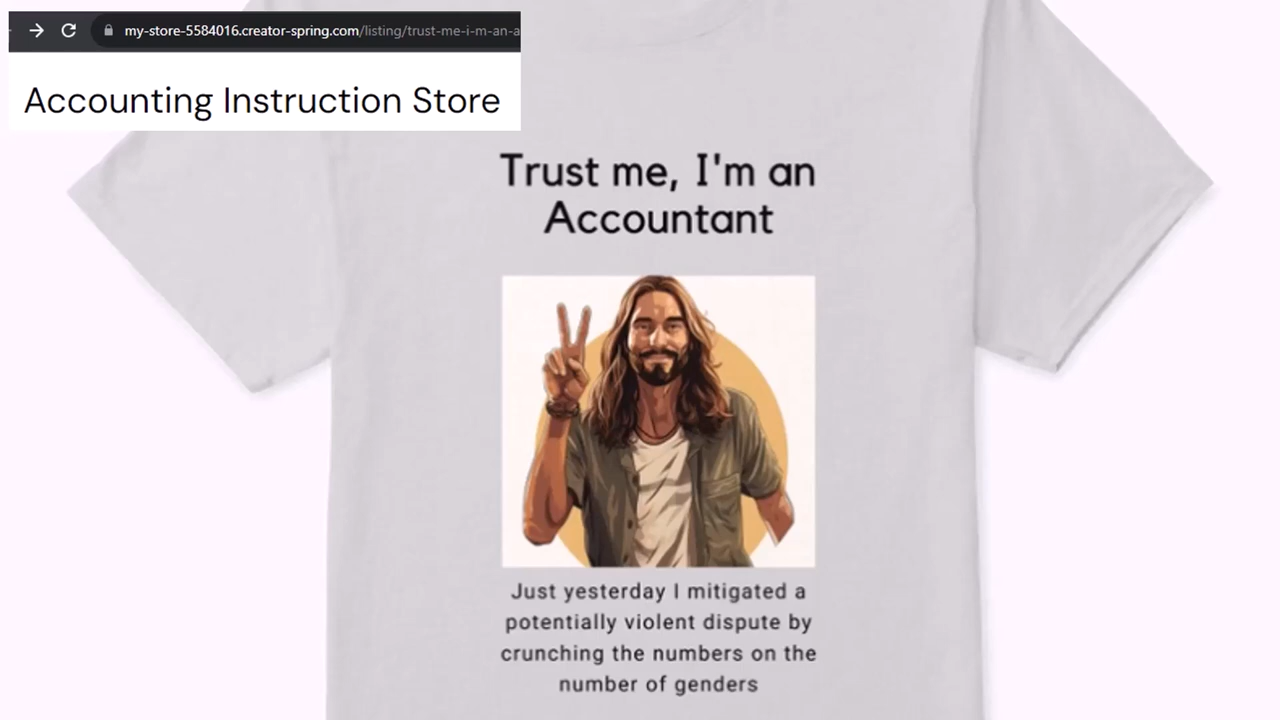 my-store-5584016.creator-spring.com/listing/trust-me-i-m-an-a
Accounting Instruction Store
Trust me, I'm an
Accountant
Just yesterday I mitigated a
potentially violent dispute by
crunching the numbers on the
number of genders